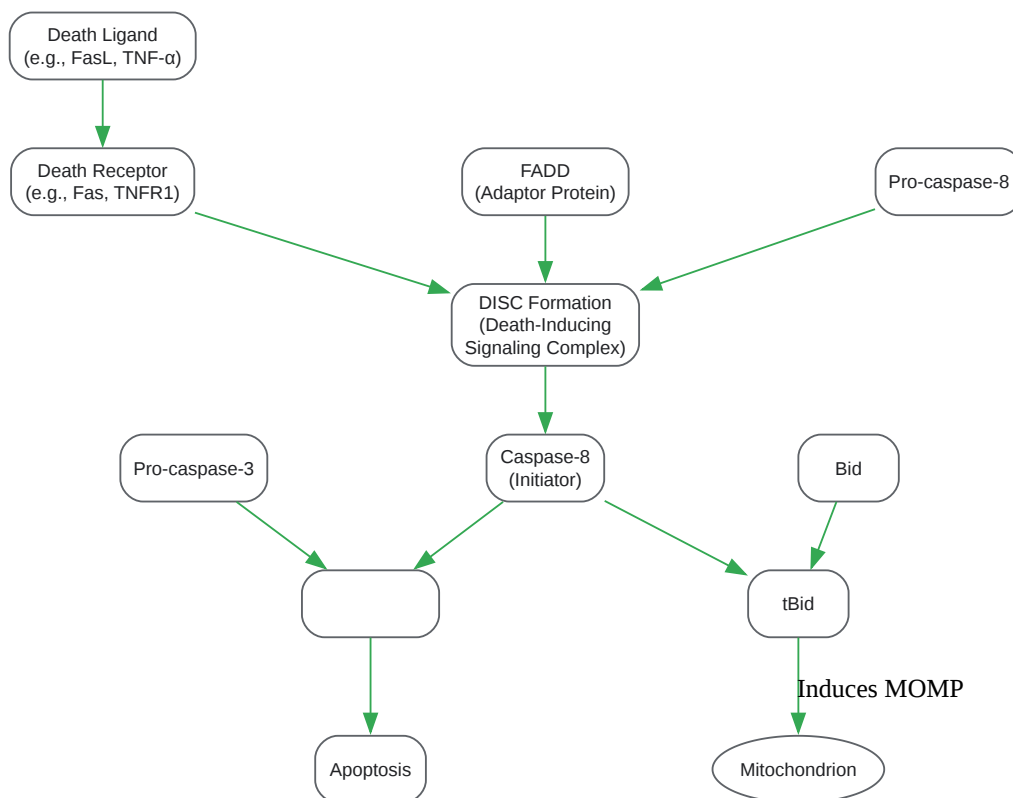 Death Ligand
(e.g., FasL, TNF-α)
Death Receptor
(e.g., Fas, TNFR1)
FADD
(Adaptor Protein)
Pro-caspase-8
DISC Formation
(Death-Inducing
Signaling Complex)
Pro-caspase-3
Caspase-8
(Initiator)
Bid
tBid
Induces MOMP
Apoptosis
Mitochondrion